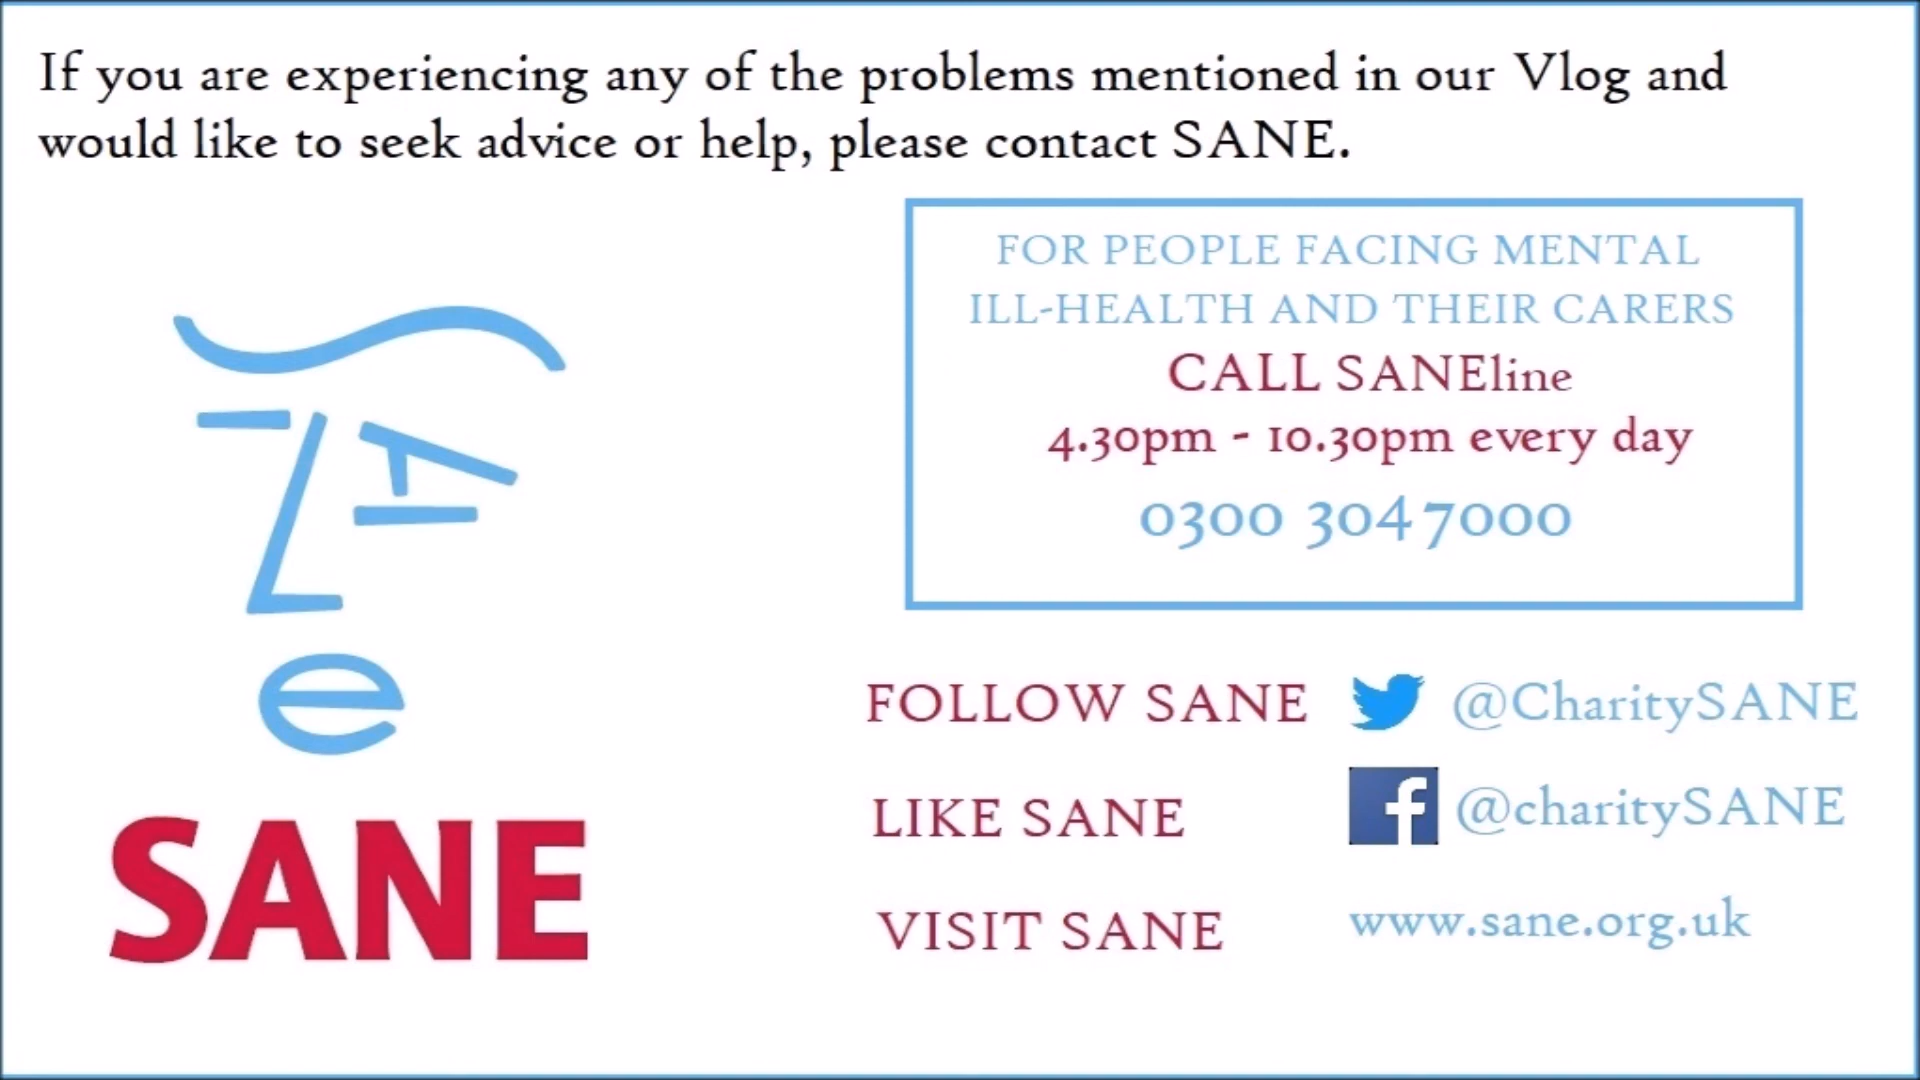 If you are experiencing any of the problems mentioned in our Vlog and
would like to seek advice or help, please contact SANE.
FOR PEOPLE FACING MENTAL
ILL-HEALTH AND THEIR CARERS
CALL SANEline
4.30pm - 10.30pm every day
0300 304 7000
SANE
FOLLOW SANE @CharitySANE
LIKE SANE @charitySANE
VISIT SANE www.sane.org.uk